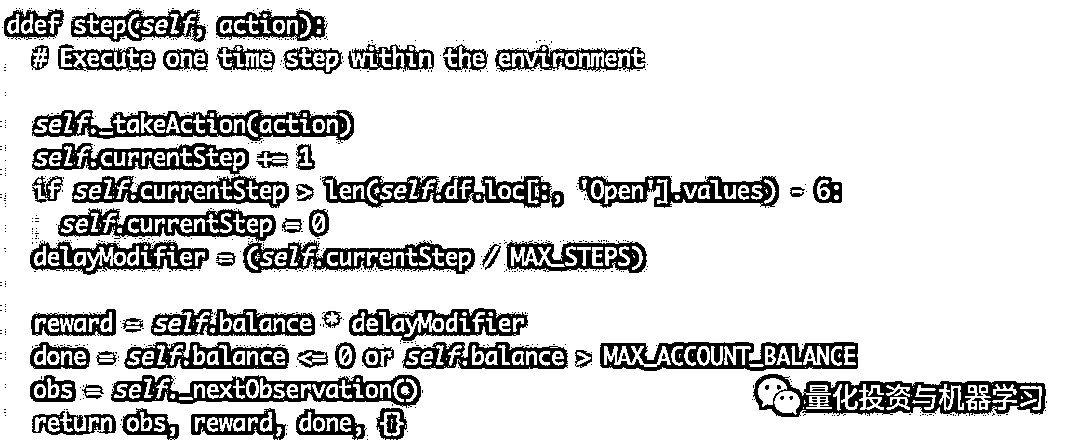 ddef step(self, action):
# Execute one time step within the environment
self._takeAction(action)
self.currentStep += 1
if self.currentStep > len(self.df.loc[:, 'Open'].values) - 6:
self.currentStep = 0
delayModifier = (self.currentStep / MAX_STEPS)
reward = self.balance * delayModifier
done = self.balance <= 0 or self.balance > MAX_ACCOUNT_BALANCE
obs = self._nextObservation()
return obs, reward, done, {}
量化投资与机器学习